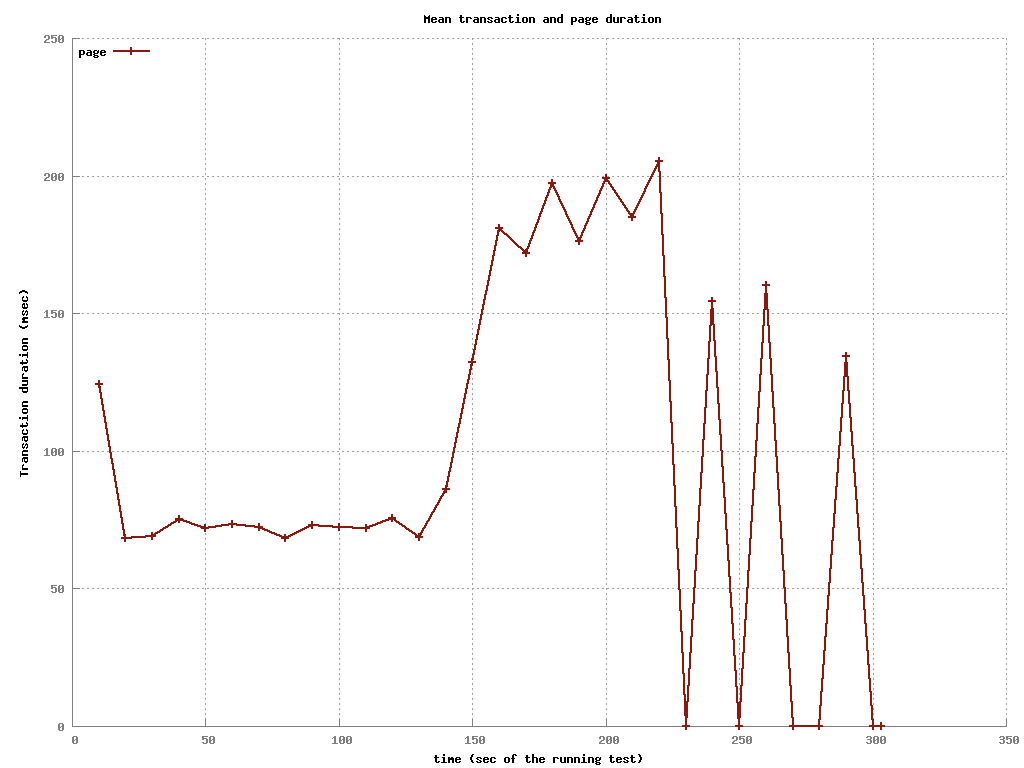 Mean transaction and page duration
page
250
200
150
100
50
0
Transaction duration (msec)
0 50 100 150 200 250 300 350
time (sec of the running test)